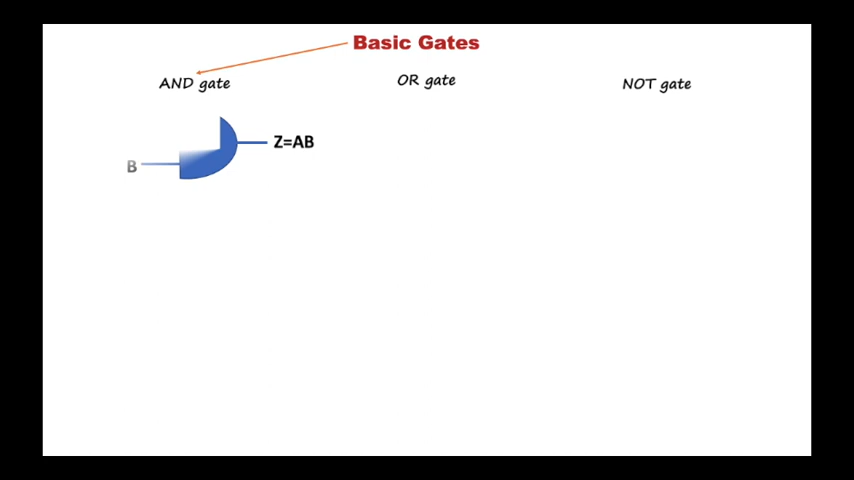 Basic Gates
AND gate
OR gate
NOT gate
Z=AB
B